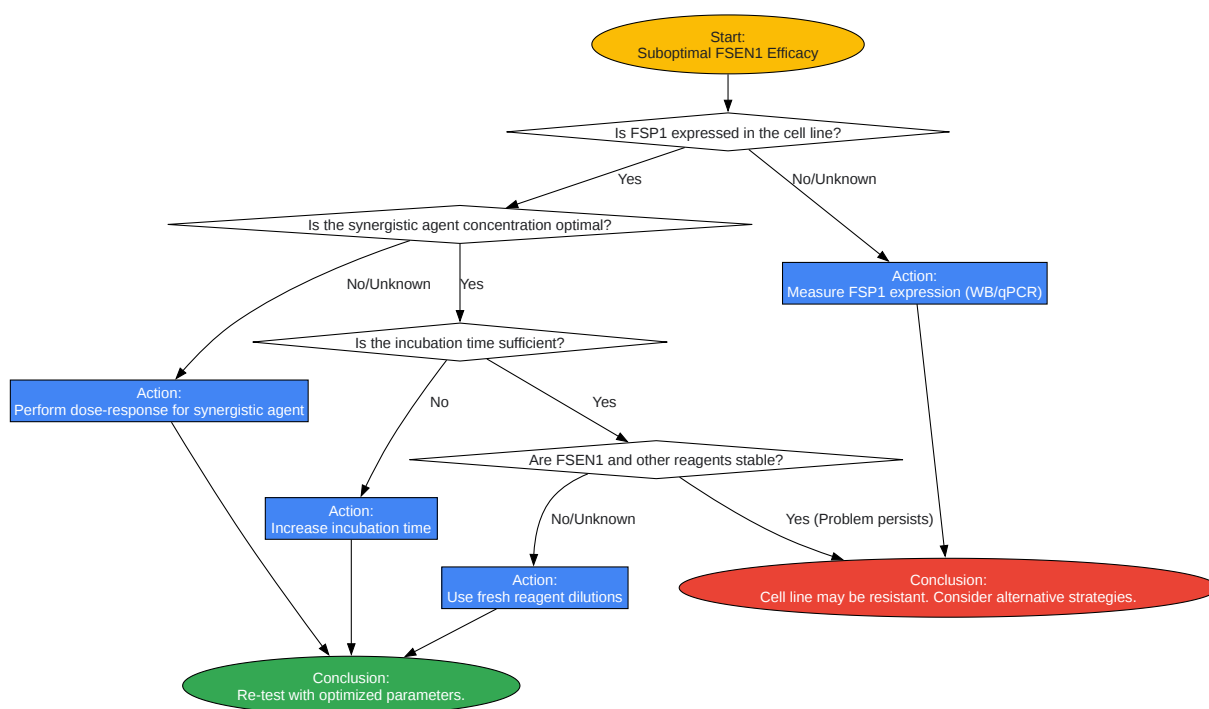 Start:
Suboptimal FSEN1 Efficacy
Is FSP1 expressed in the cell line?
Yes
No/Unknown
Is the synergistic agent concentration optimal?
Action:
Measure FSP1 expression (WB/qPCR)
No/Unknown
Yes
Is the incubation time sufficient?
Action:
Perform dose-response for synergistic agent
No
Yes
Are FSEN1 and other reagents stable?
Action:
Increase incubation time
No/Unknown
Yes (Problem persists)
Action:
Use fresh reagent dilutions
Conclusion:
Cell line may be resistant. Consider alternative strategies.
Conclusion:
Re-test with optimized parameters.